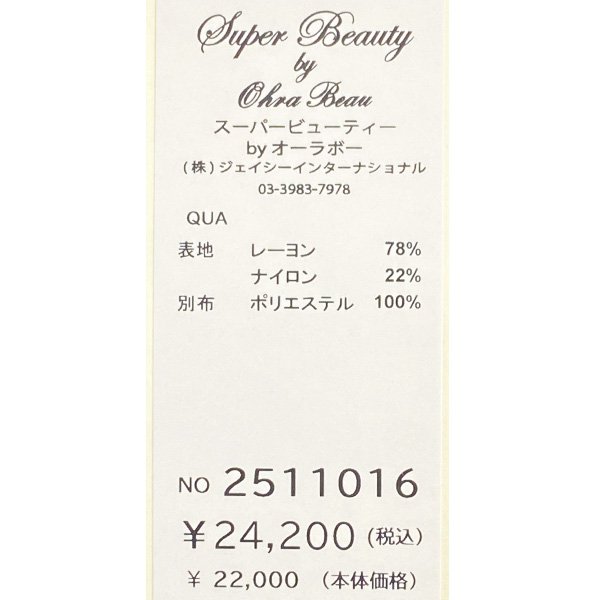 Super Beauty
by
Ohra Beau
スーパービューティー
by オーラボー
(株)ジェイシーインターナショナル
03-3983-7978
QUA
表地 レーヨン 78%
ナイロン 22%
別布 ポリエステル 100%
NO 2511016
¥24,200(税込)
¥ 22,000 (本体価格)